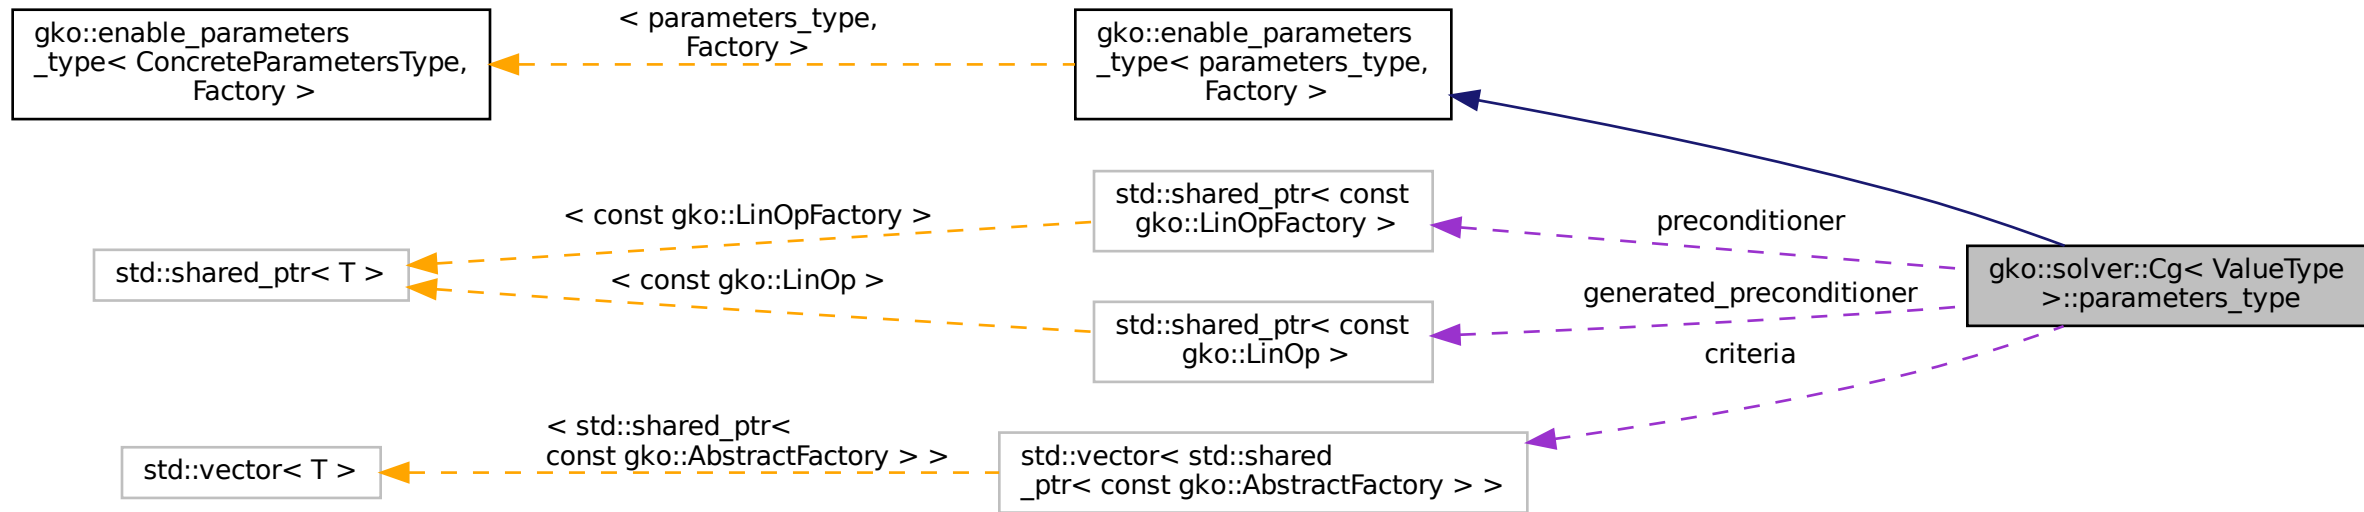 gko::enable_parameters
_type< ConcreteParametersType,
Factory >
< parameters_type,
Factory >
gko::enable_parameters
_type< parameters_type,
Factory >
std::shared_ptr< T >
< const gko::LinOpFactory >
< const gko::LinOp >
std::shared_ptr< const
gko::LinOpFactory >
std::shared_ptr< const
gko::LinOp >
preconditioner
generated_preconditioner
criteria
gko::solver::Cg< ValueType
>::parameters_type
std::vector< T >
< std::shared_ptr<
const gko::AbstractFactory > >
std::vector< std::shared
_ptr< const gko::AbstractFactory > >